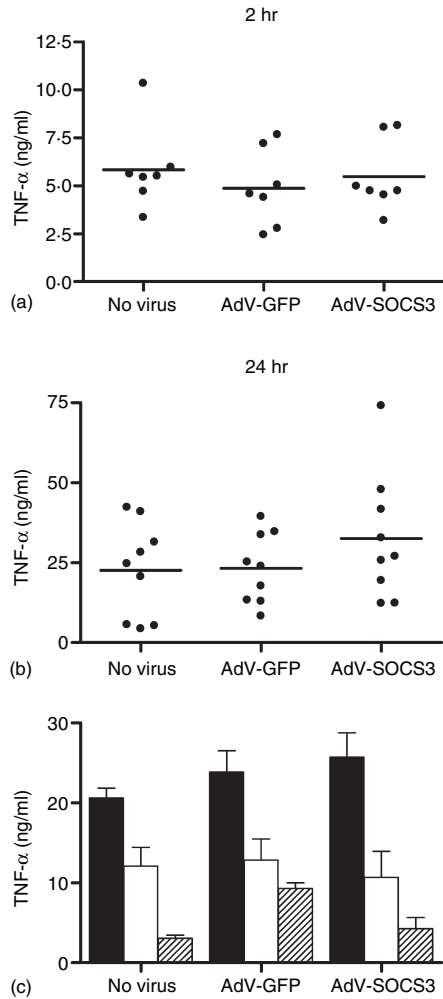 2 hr
12·5
10·0
7·5
5·0
2·5
0·0
TNF-α (ng/ml)
No virus AdV-GFP AdV-SOCS3
(a)
24 hr
75
50
25
0
TNF-α (ng/ml)
No virus AdV-GFP AdV-SOCS3
(b)
30
20
10
0
TNF-α (ng/ml)
No virus AdV-GFP AdV-SOCS3
(c)